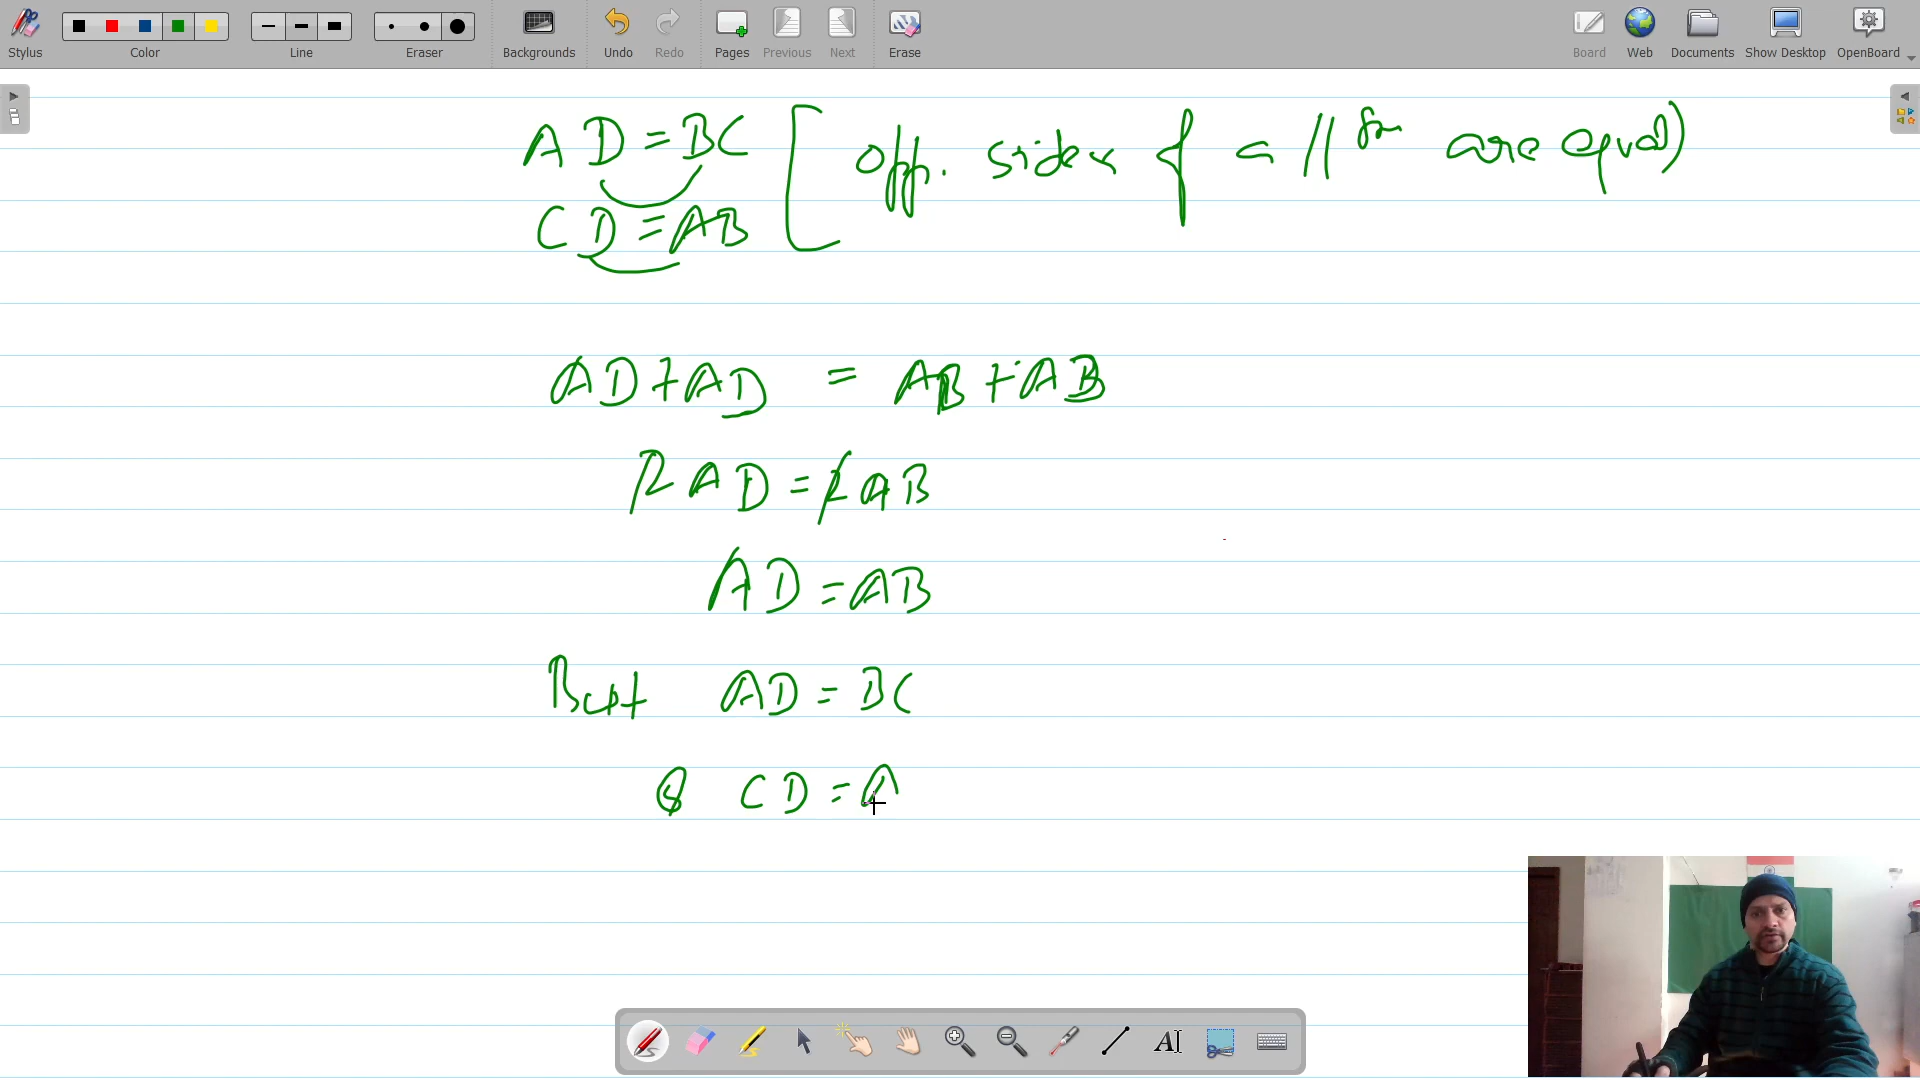 Stylus Color Line Eraser Backgrounds Undo Redo Pages Previous Next Erase Board Web Documents Show Desktop OpenBoard
AD = BC [ opp. sides of a ||gm are equal)
CD = AB
AD + AD = AB + AB
2AD = 2AB
AD = AB
But AD = BC
& CD = A